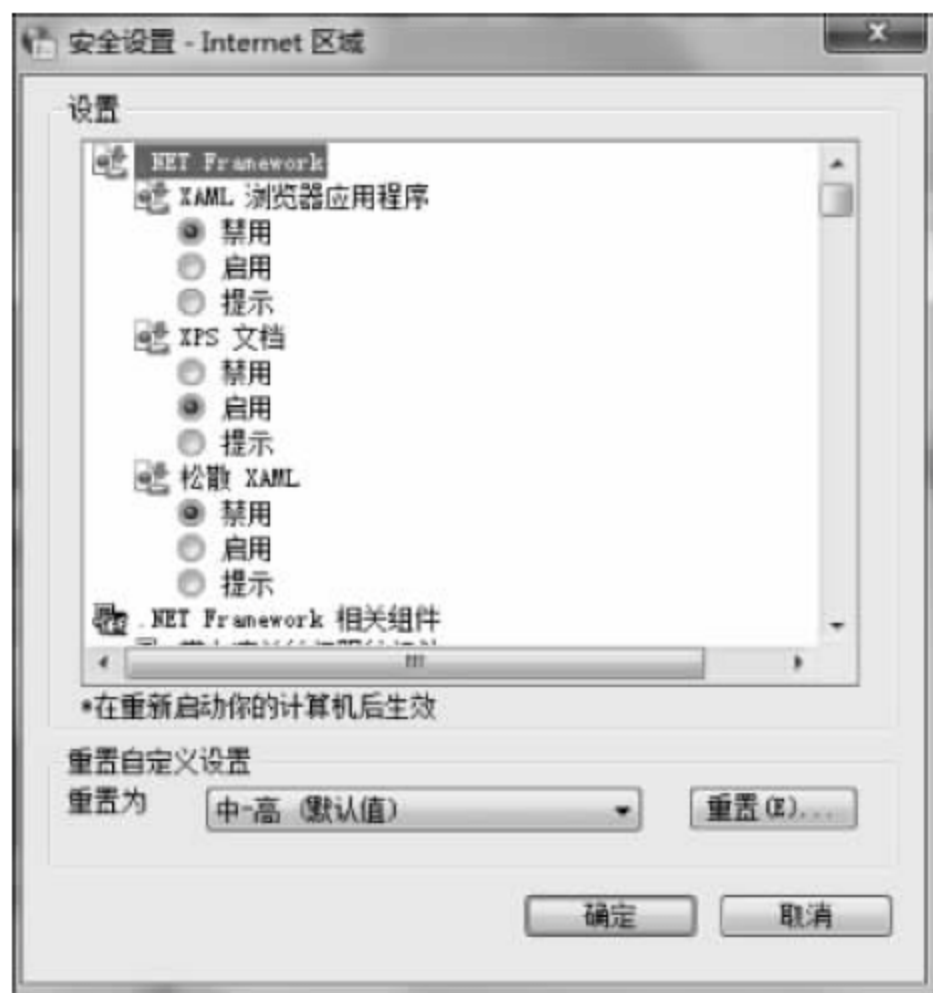 安全设置 - Internet 区域
设置
.NET Framework
XAML 浏览器应用程序
禁用
启用
提示
XPS 文档
禁用
启用
提示
松散 XAML
禁用
启用
提示
.NET Framework 相关组件
*在重新启动你的计算机后生效
重置自定义设置
重置为
中-高 (默认值)
重置(E)...
确定
取消